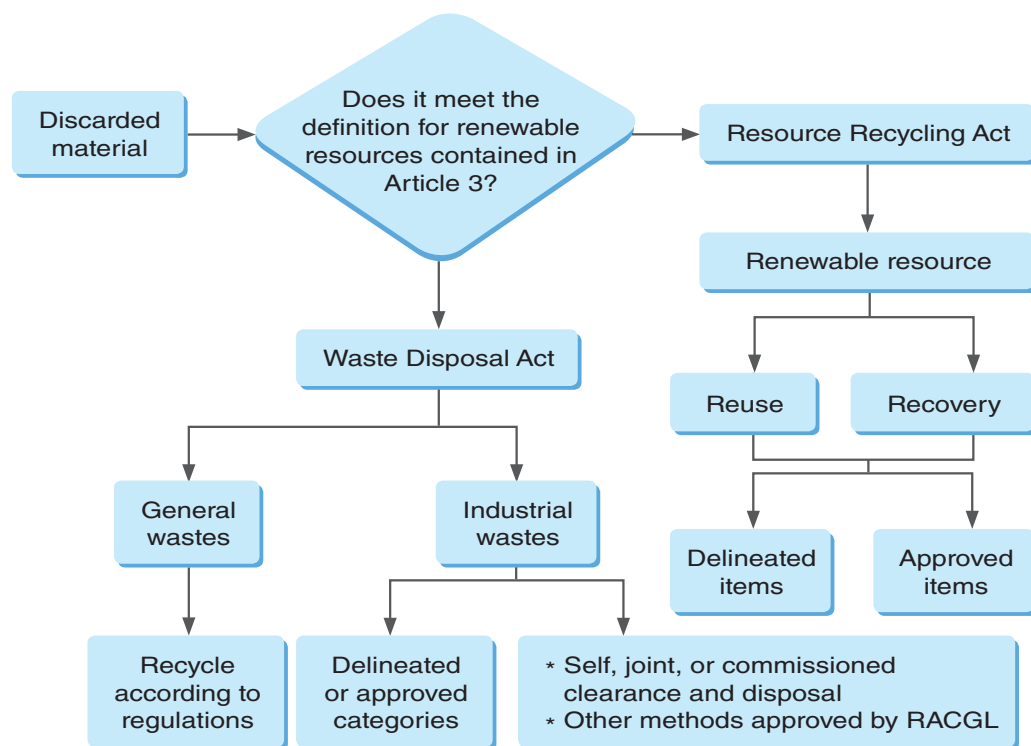 Discarded
material
Does it meet the
definition for renewable
resources contained in
Article 3?
Resource Recycling Act
Renewable resource
Waste Disposal Act
Reuse
Recovery
General
wastes
Industrial
wastes
Delineated
items
Approved
items
Recycle
according to
regulations
Delineated
or approved
categories
* Self, joint, or commissioned
clearance and disposal
* Other methods approved by RACGL